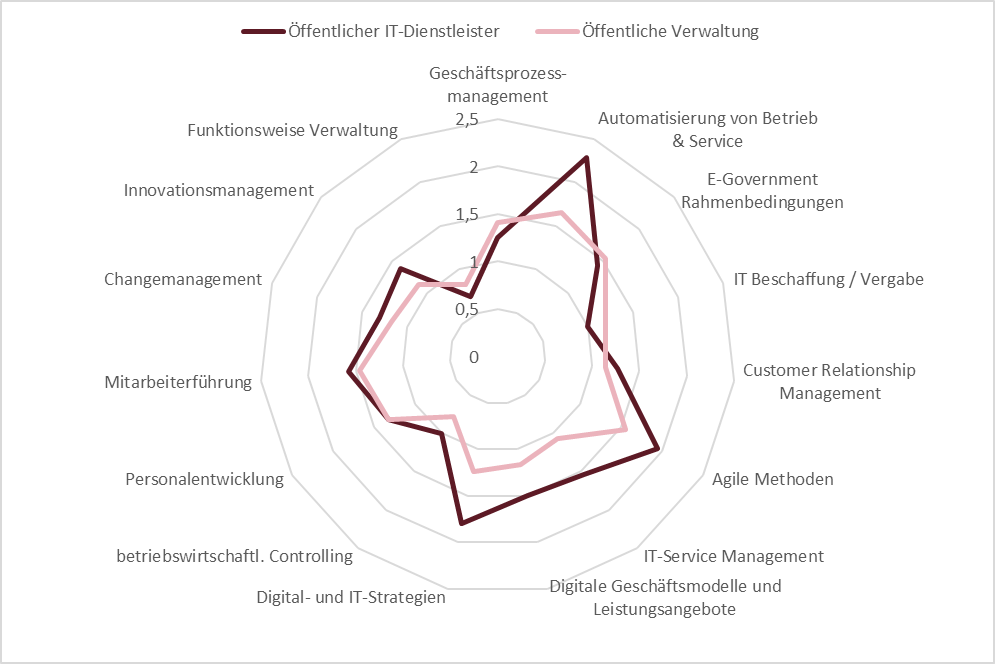 Öffentlicher IT-Dienstleister
Öffentliche Verwaltung
Geschäftsprozess-
management
Automatisierung von Betrieb
& Service
E-Government
Rahmenbedingungen
IT Beschaffung / Vergabe
Customer Relationship
Management
Agile Methoden
IT-Service Management
Digitale Geschäftsmodelle und
Leistungsangebote
Digital- und IT-Strategien
betriebswirtschaftl. Controlling
Personalentwicklung
Mitarbeiterführung
Changemanagement
Innovationsmanagement
Funktionsweise Verwaltung
2,5
2
1,5
1
0,5
0